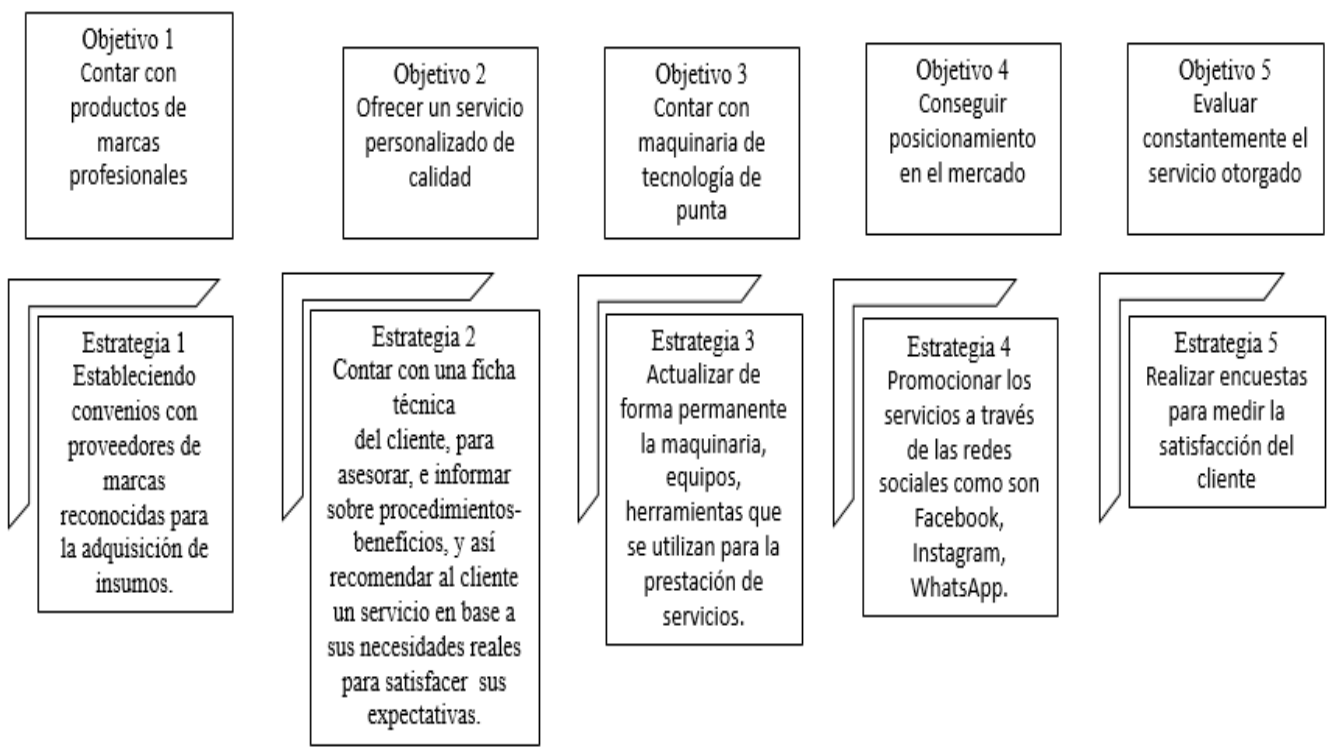 Objetivo 1
Contar con
productos de
marcas
profesionales
Objetivo 2
Ofrecer un servicio
personalizado de
calidad
Objetivo 3
Contar con
maquinaria de
tecnología de
punta
Objetivo 4
Conseguir
posicionamiento
en el mercado
Objetivo 5
Evaluar
constantemente el
servicio otorgado
Estrategia 1
Estableciendo
convenios con
proveedores de
marcas
reconocidas para
la adquisición de
insumos.
Estrategia 2
Contar con una ficha
técnica
del cliente, para
asesorar, e informar
sobre procedimientos-
beneficios, y así
recomendar al cliente
un servicio en base a
sus necesidades reales
para satisfacer sus
expectativas.
Estrategia 3
Actualizar de
forma permanente
la maquinaria,
equipos,
herramientas que
se utilizan para la
prestación de
servicios.
Estrategia 4
Promocionar los
servicios a través
de las redes
sociales como son
Facebook,
Instagram,
WhatsApp.
Estrategia 5
Realizar encuestas
para medir la
satisfacción del
cliente